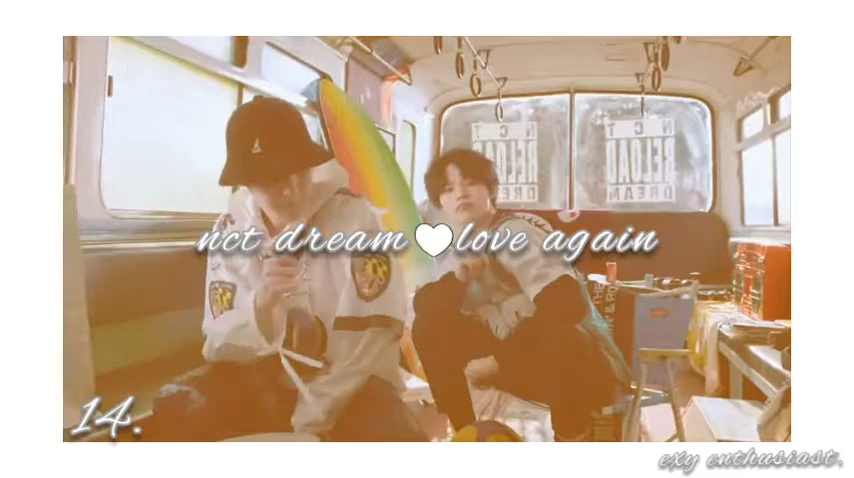 NCT
RELOAD
DREAM
NCT
RELOAD
DREAM
nct dream love again
14.
exy enthusiast.